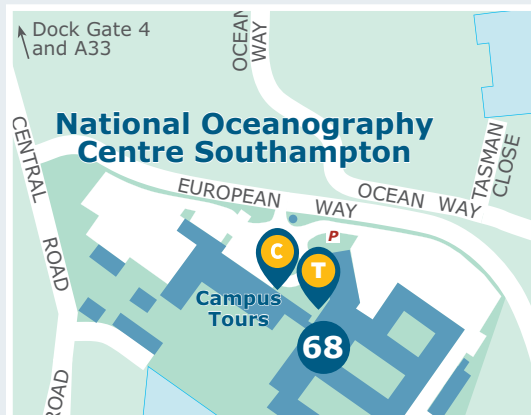 Dock Gate 4
and A33
OCEAN
WAY
National Oceanography
Centre Southampton
CENTRAL
ROAD
EUROPEAN WAY
OCEAN WAY
TASMAN
CLOSE
P
C
T
Campus
Tours
68
ROAD